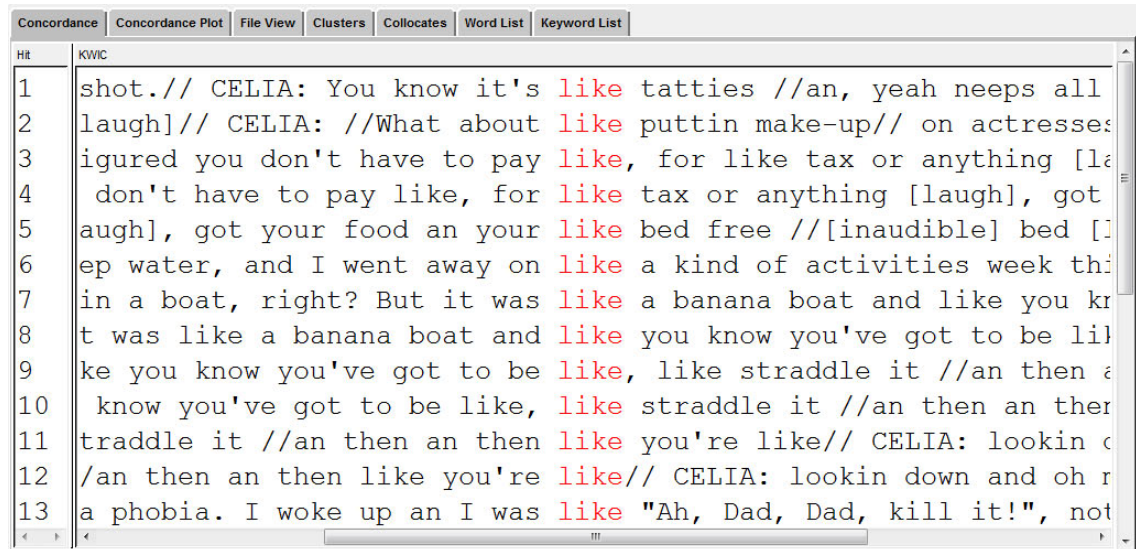 Concordance Concordance Plot File View Clusters Collocates Word List Keyword List
Hit KWIC
1 shot.// CELIA: You know it's like tatties //an, yeah neeps all
2 laugh]// CELIA: //What about like puttin make-up// on actresses
3 igured you don't have to pay like, for like tax or anything [la
4 don't have to pay like, for like tax or anything [laugh], got
5 augh], got your food an your like bed free //[inaudible] bed [l
6 ep water, and I went away on like a kind of activities week thi
7 in a boat, right? But it was like a banana boat and like you kn
8 t was like a banana boat and like you know you've got to be lik
9 ke you know you've got to be like, like straddle it //an then a
10 know you've got to be like, like straddle it //an then an then
11 traddle it //an then an then like you're like// CELIA: lookin d
12 /an then an then like you're like// CELIA: lookin down and oh m
13 a phobia. I woke up an I was like "Ah, Dad, Dad, kill it!", not